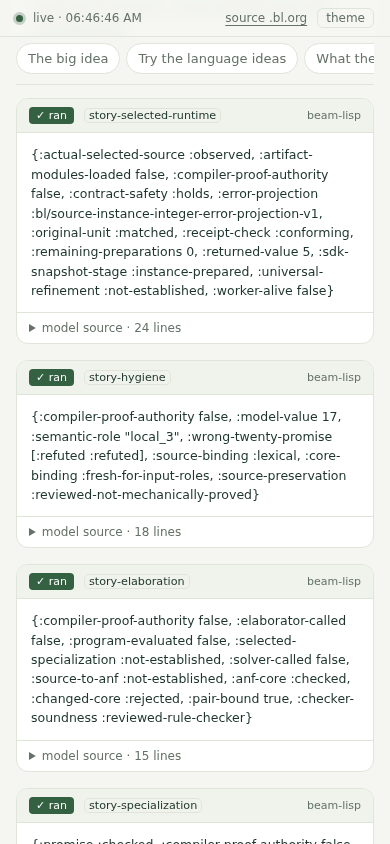 live · 06:46:46 AM
source .bl.org
theme
The big idea
Try the language ideas
What the
✓ ran
story-selected-runtime
beam-lisp
{:actual-selected-source :observed, :artifact-
modules-loaded false, :compiler-proof-authority
false, :contract-safety :holds, :error-projection
:bl/source-instance-integer-error-projection-v1,
:original-unit :matched, :receipt-check :conforming,
:remaining-preparations 0, :returned-value 5, :sdk-
snapshot-stage :instance-prepared, :universal-
refinement :not-established, :worker-alive false}
model source · 24 lines
✓ ran
story-hygiene
beam-lisp
{:compiler-proof-authority false, :model-value 17,
:semantic-role "local_3", :wrong-twenty-promise
[:refuted :refuted], :source-binding :lexical, :core-
binding :fresh-for-input-roles, :source-preservation
:reviewed-not-mechanically-proved}
model source · 18 lines
✓ ran
story-elaboration
beam-lisp
{:compiler-proof-authority false, :elaborator-called
false, :program-evaluated false, :selected-
specialization :not-established, :solver-called false,
:source-to-anf :not-established, :anf-core :checked,
:changed-core :rejected, :pair-bound true, :checker-
soundness :reviewed-rule-checker}
model source · 15 lines
✓ ran
story-specialization
beam-lisp
{:promise :checked, :compiler-proof-authority false,